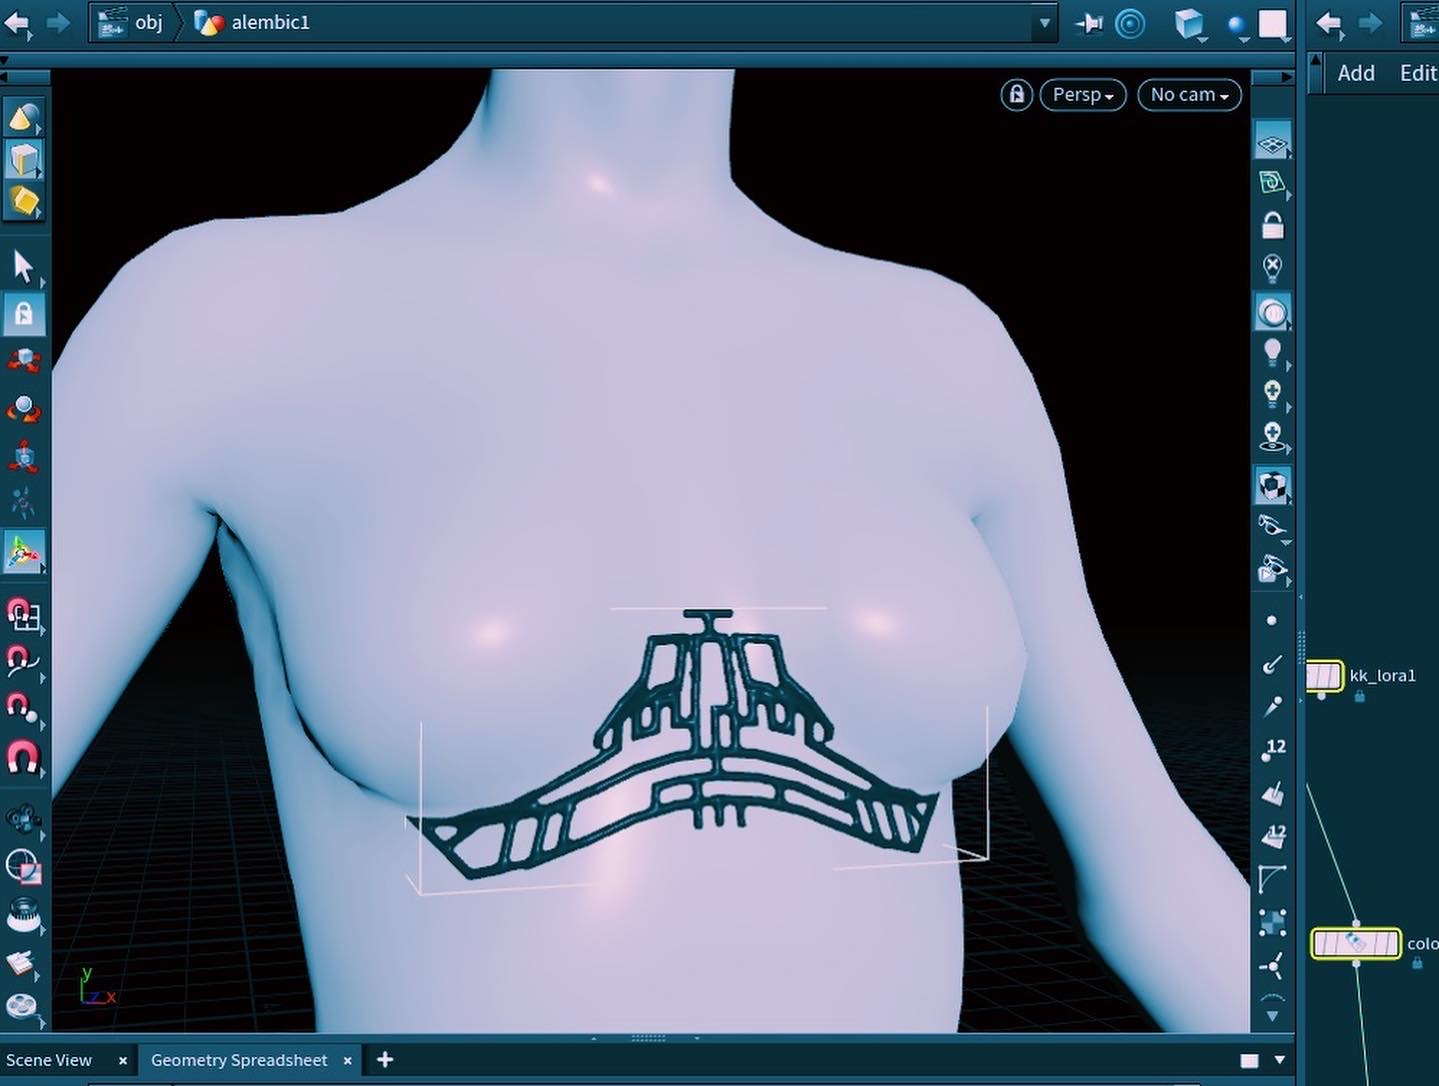 obj
alembic1
Add
Edit
Persp
No cam
12
kk_lora1
12
colo
y
z x
Scene View
Geometry Spreadsheet